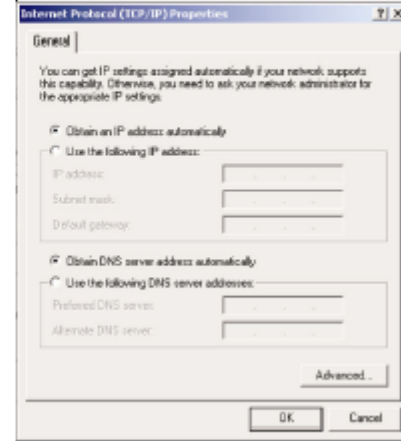 Internet Protocol (TCP/IP) Properties
General
You can get IP settings assigned automatically if your network supports
this capability. Otherwise, you need to ask your network administrator for
the appropriate IP settings.
Obtain an IP address automatically
Use the following IP address:
IP address:
Subnet mask:
Default gateway:
Obtain DNS server address automatically
Use the following DNS server addresses:
Preferred DNS server:
Alternate DNS server:
Advanced...
OK
Cancel